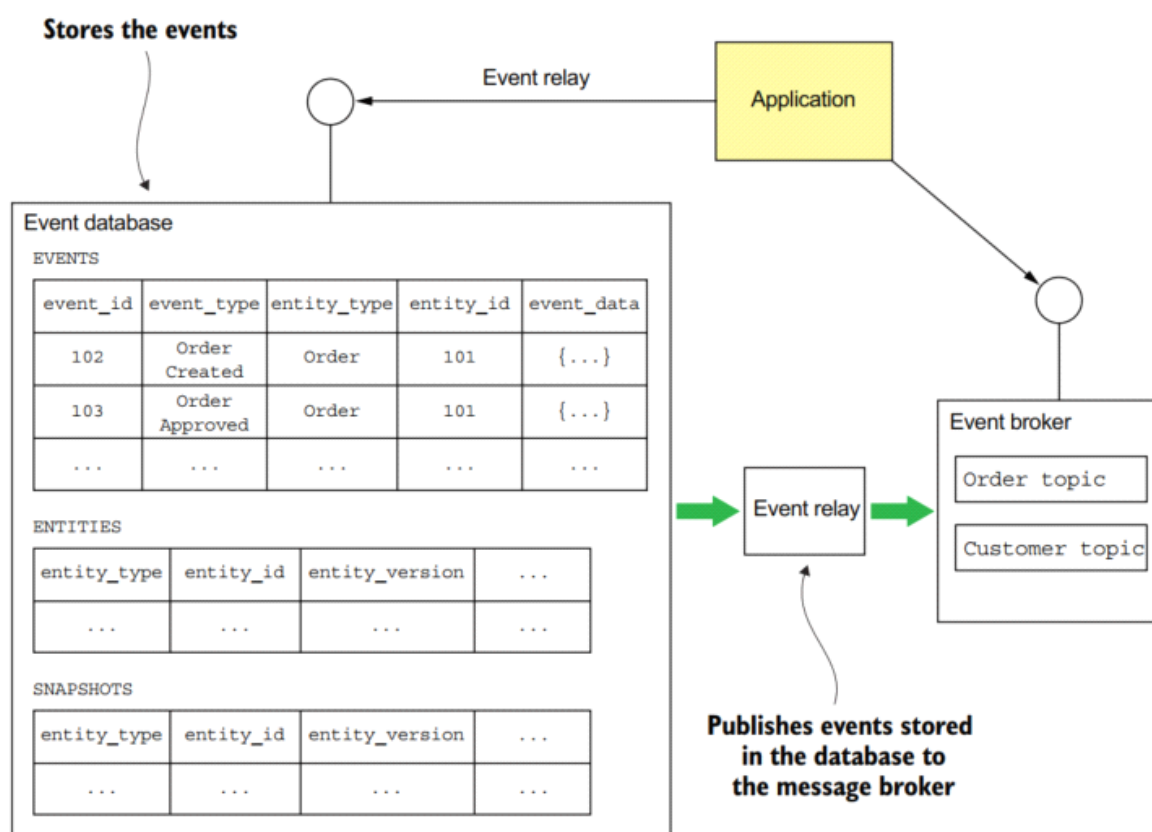 Stores the events
Event relay
Application
Event database
EVENTS
event_id event_type entity_type entity_id event_data
102 Order Created Order 101 {...}
103 Order Approved Order 101 {...}
... ... ... ... ...
ENTITIES
entity_type entity_id entity_version ...
... ... ... ...
SNAPSHOTS
entity_type entity_id entity_version ...
... ... ... ...
Event relay
Publishes events stored
in the database to
the message broker
Event broker
Order topic
Customer topic